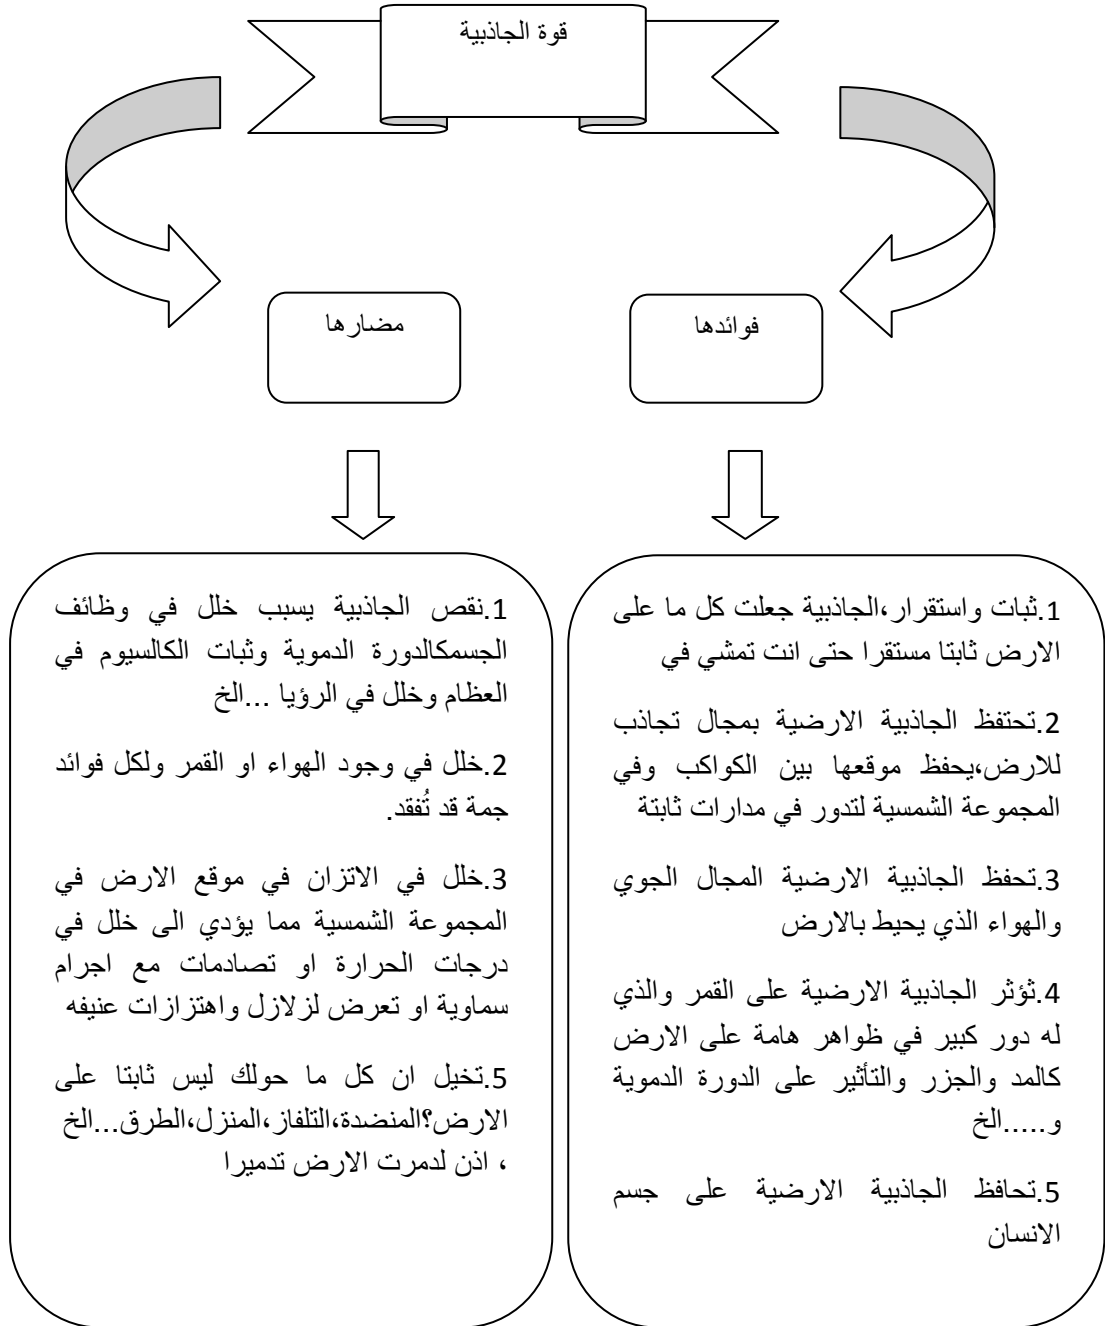 قوة الجاذبية
فوائدها
مضارها
1.ثبات واستقرار،الجاذبية جعلت كل ما على
الارض ثابتا مستقرا حتى انت تمشي في
2.تحتفظ الجاذبية الارضية بمجال تجاذب
للارض،يحفظ موقعها بين الكواكب وفي
المجموعة الشمسية لتدور في مدارات ثابتة
3.تحفظ الجاذبية الارضية المجال الجوي
والهواء الذي يحيط بالارض
4.ثؤثر الجاذبية الارضية على القمر والذي
له دور كبير في ظواهر هامة على الارض
كالمد والجزر والتأثير على الدورة الدموية
و.....الخ
5.تحافظ الجاذبية الارضية على جسم
الانسان
1.نقص الجاذبية يسبب خلل في وظائف
الجسمكالدورة الدموية وثبات الكالسيوم في
العظام وخلل في الرؤيا ...الخ
2.خلل في وجود الهواء او القمر ولكل فوائد
جمة قد تُفقد.
3.خلل في الاتزان في موقع الارض في
المجموعة الشمسية مما يؤدي الى خلل في
درجات الحرارة او تصادمات مع اجرام
سماوية او تعرض لزلازل واهتزازات عنيفه
5.تخيل ان كل ما حولك ليس ثابتا على
الارض؟المنضدة،التلفاز،المنزل،الطرق...الخ
، اذن لدمرت الارض تدميرا